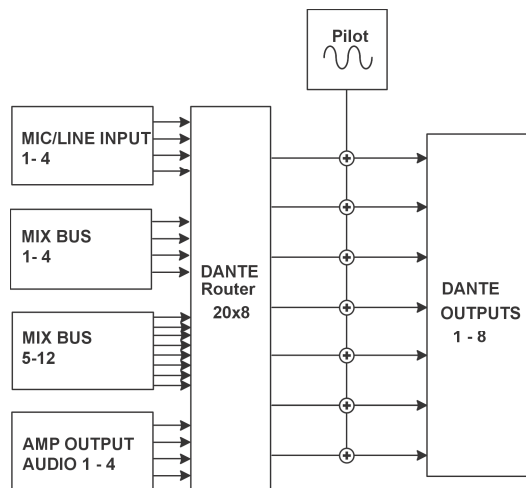 Pilot
MIC/LINE INPUT
1- 4
MIX BUS
1- 4
MIX BUS
5-12
AMP OUTPUT
AUDIO 1 - 4
DANTE
Router
20x8
DANTE
OUTPUTS
1 - 8